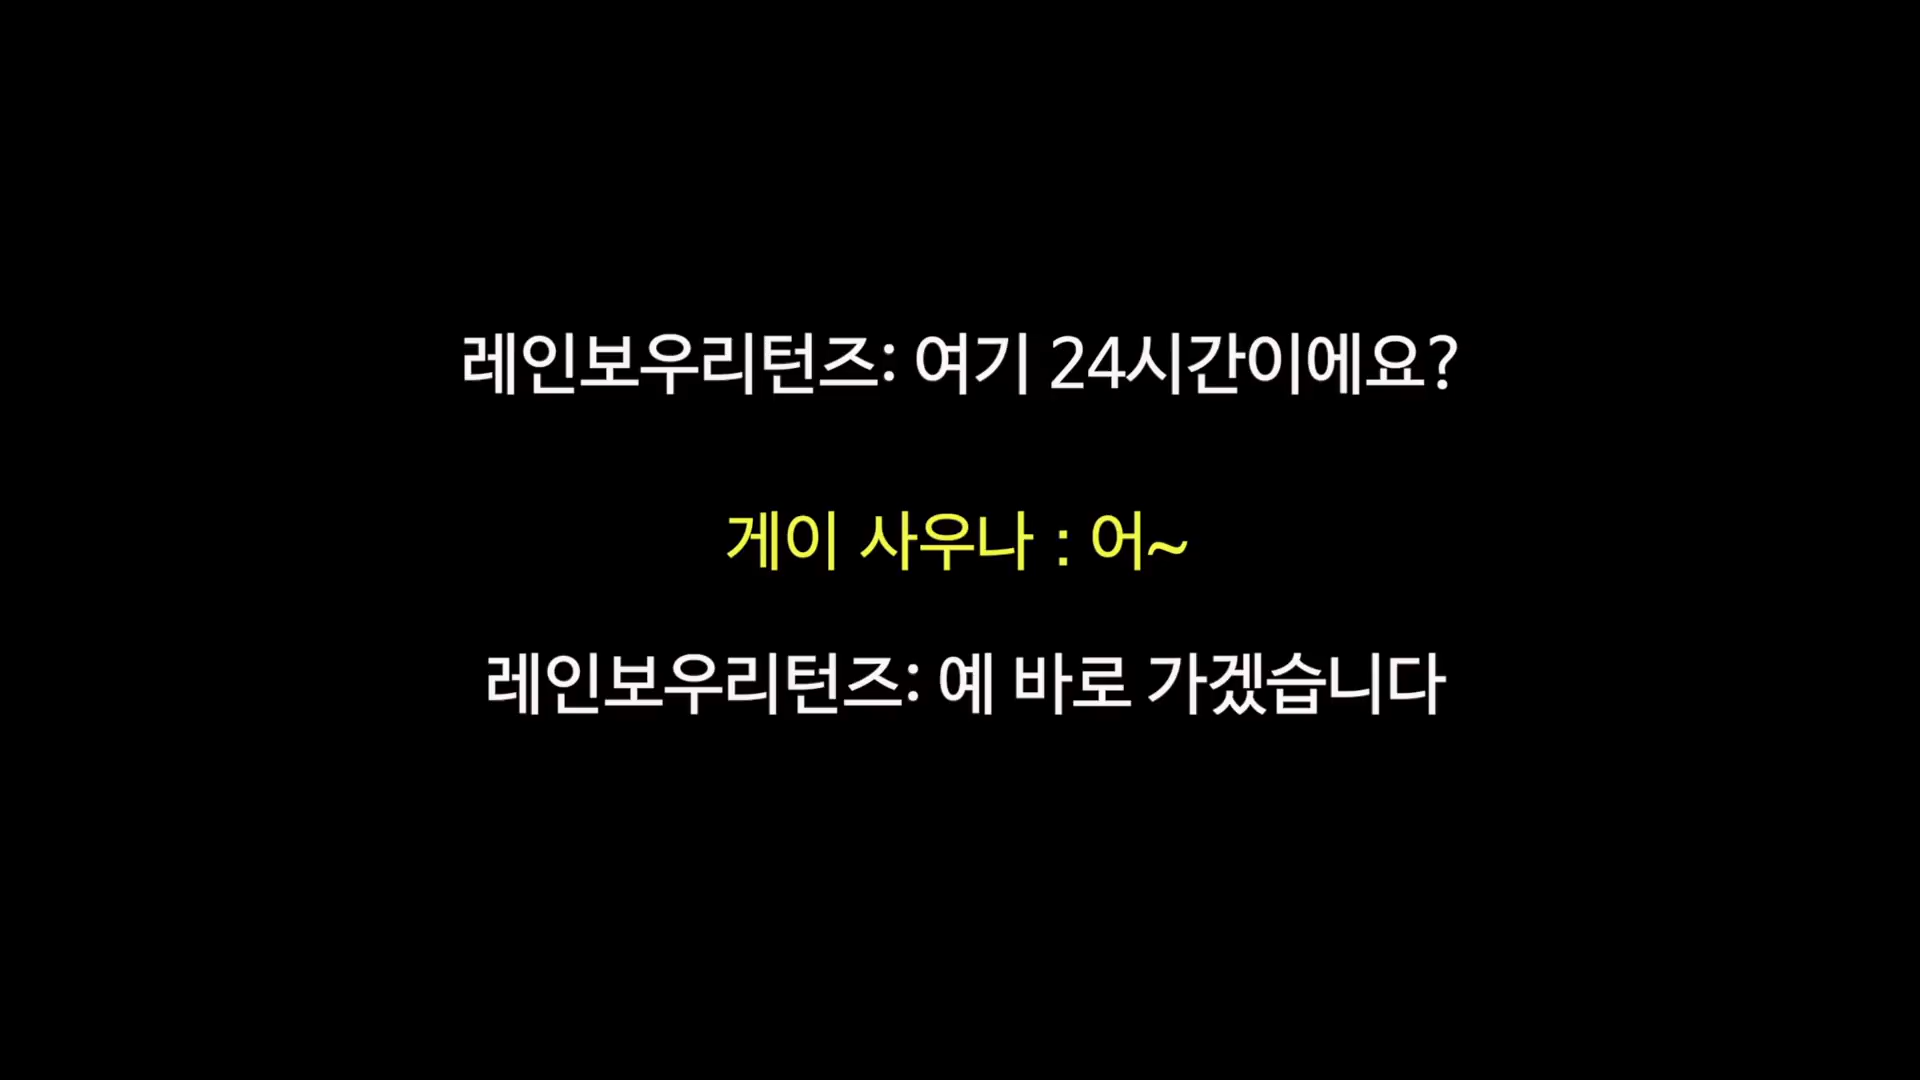 레인보우리턴즈: 여기 24시간이에요?
게이 사우나 : 어~
레인보우리턴즈: 예 바로 가겠습니다